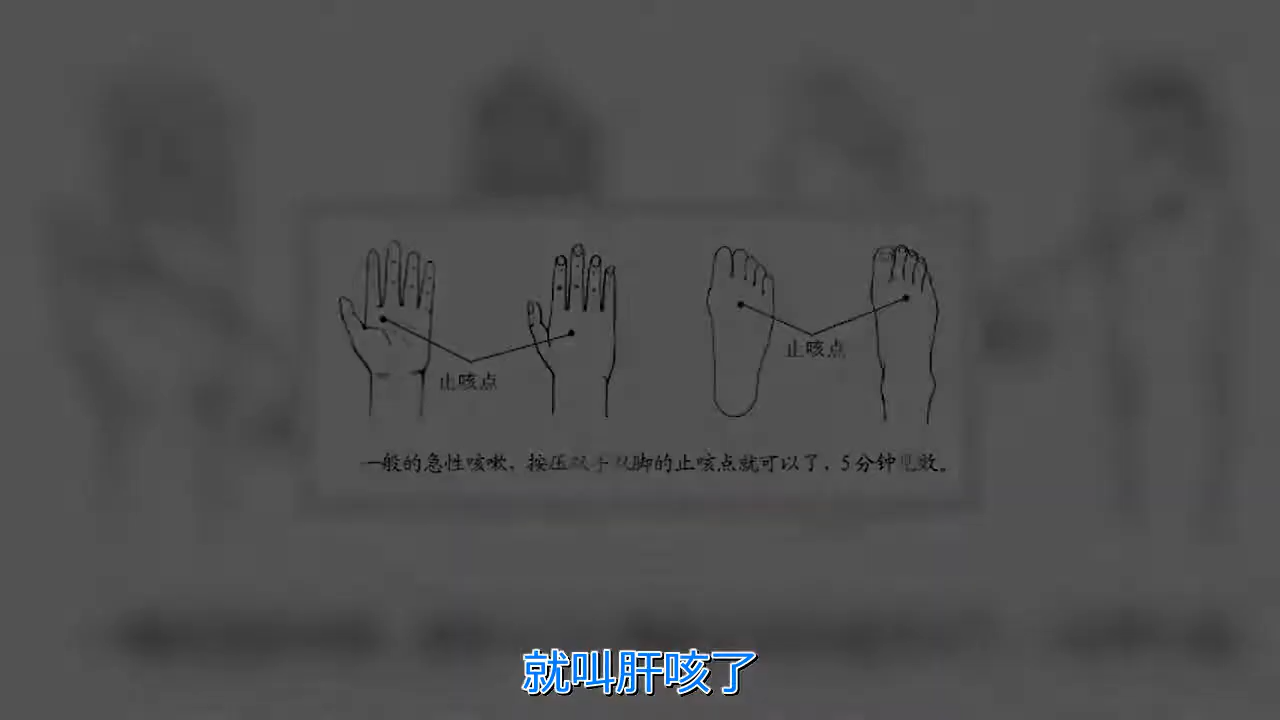 止咳点
止咳点
一般的急性咳嗽，按压双手双脚的止咳点就可以了，5分钟见效。
就叫肝咳了